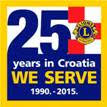 25
years in Croatia
WE SERVE
1990. - 2015.